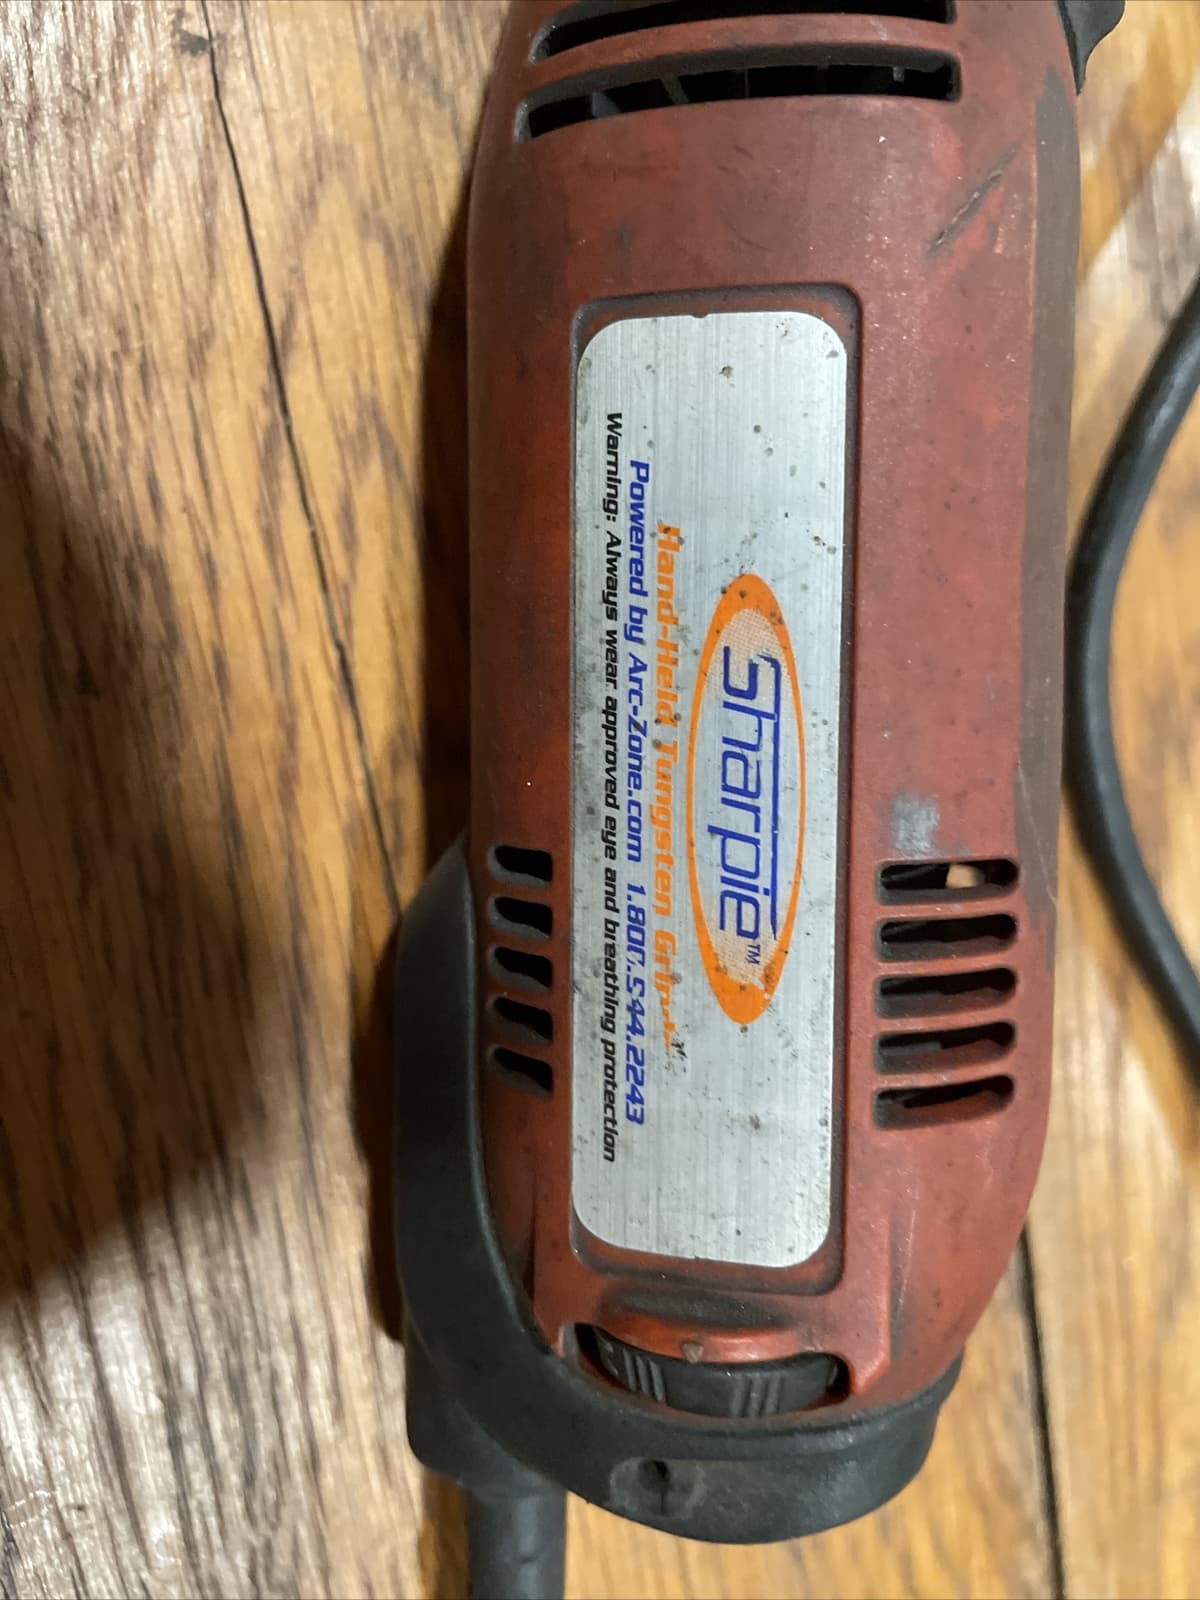 Sharpie™
Hand-Held Tungsten Grinder
Powered by Arc-Zone.com 1.800.944.2243
Warning: Always wear approved eye and breathing protection